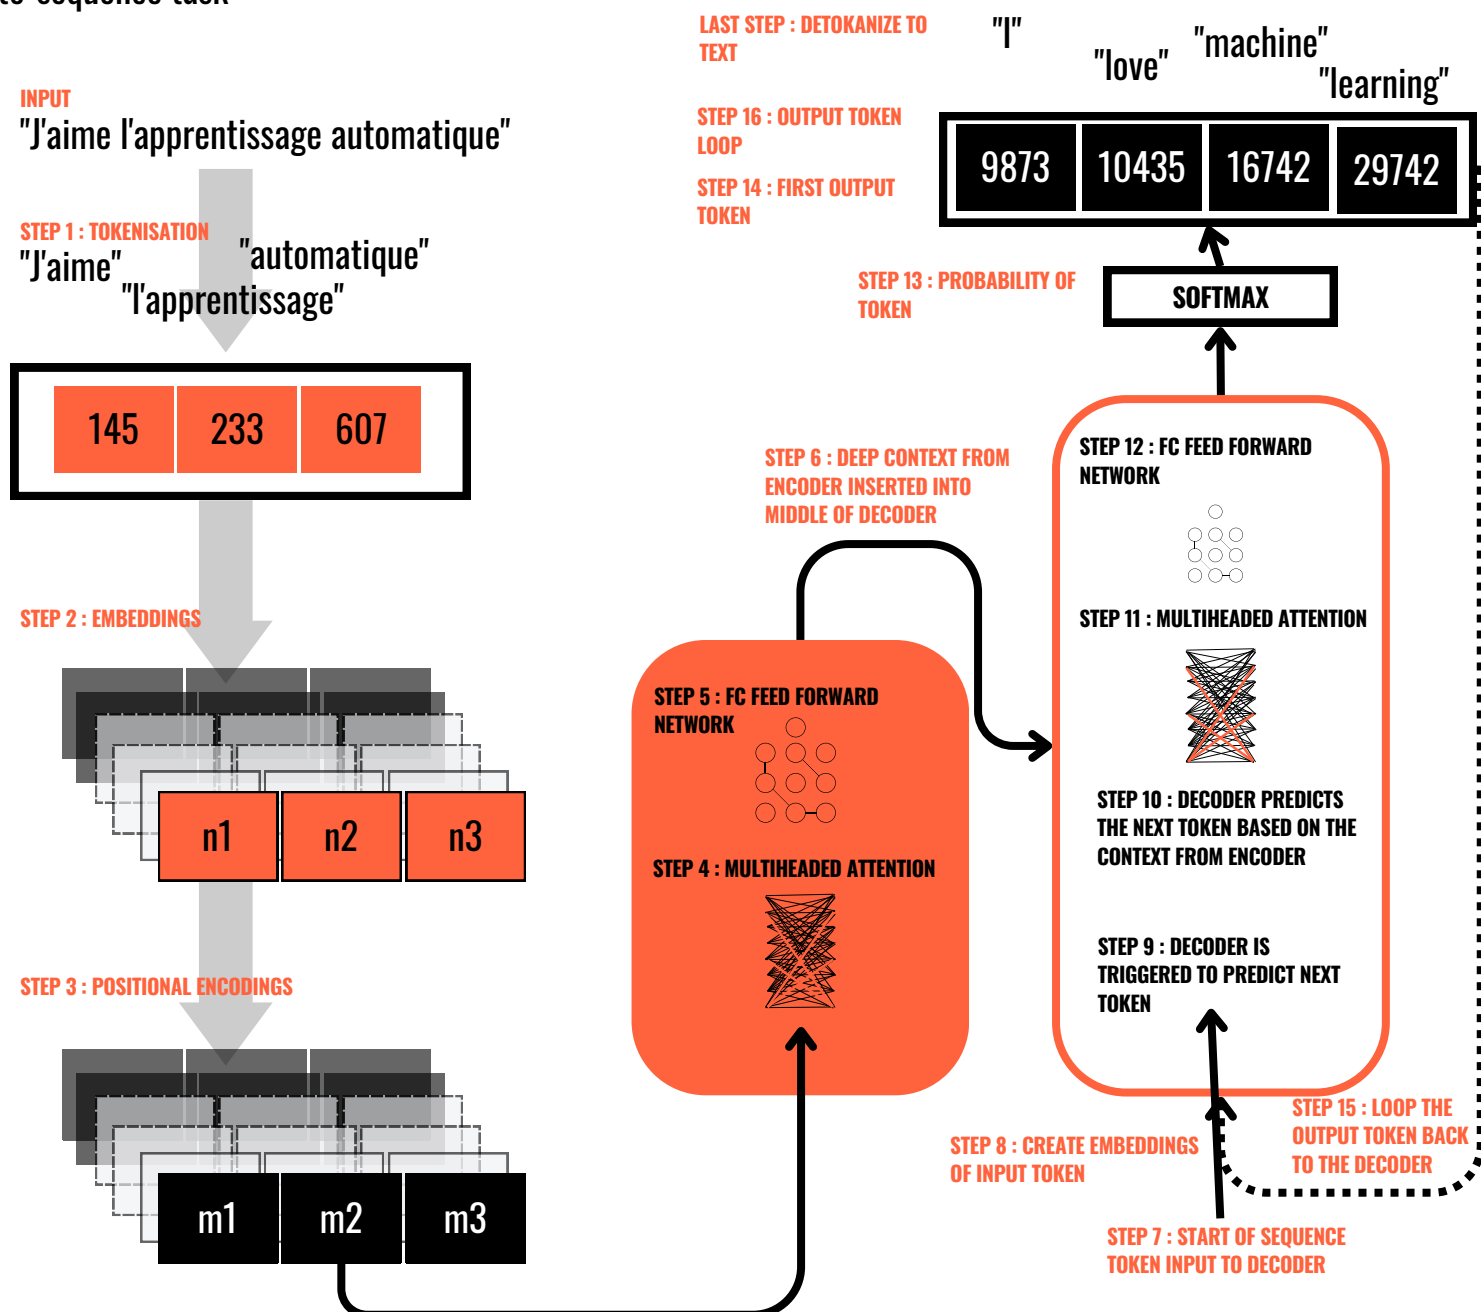 to-sequence task
INPUT
"J'aime l'apprentissage automatique"
STEP 1 : TOKENISATION
"J'aime"
"automatique"
"l'apprentissage"
145 233 607
STEP 2 : EMBEDDINGS
n1 n2 n3
STEP 3 : POSITIONAL ENCODINGS
m1 m2 m3
STEP 5 : FC FEED FORWARD
NETWORK
STEP 4 : MULTIHEADED ATTENTION
STEP 6 : DEEP CONTEXT FROM
ENCODER INSERTED INTO
MIDDLE OF DECODER
LAST STEP : DETOKANIZE TO
TEXT
"I"
"love"
"machine"
"learning"
STEP 16 : OUTPUT TOKEN
LOOP
STEP 14 : FIRST OUTPUT
TOKEN
9873 10435 16742 29742
STEP 13 : PROBABILITY OF
TOKEN
SOFTMAX
STEP 12 : FC FEED FORWARD
NETWORK
STEP 11 : MULTIHEADED ATTENTION
STEP 10 : DECODER PREDICTS
THE NEXT TOKEN BASED ON THE
CONTEXT FROM ENCODER
STEP 9 : DECODER IS
TRIGGERED TO PREDICT NEXT
TOKEN
STEP 15 : LOOP THE
OUTPUT TOKEN BACK
TO THE DECODER
STEP 8 : CREATE EMBEDDINGS
OF INPUT TOKEN
STEP 7 : START OF SEQUENCE
TOKEN INPUT TO DECODER